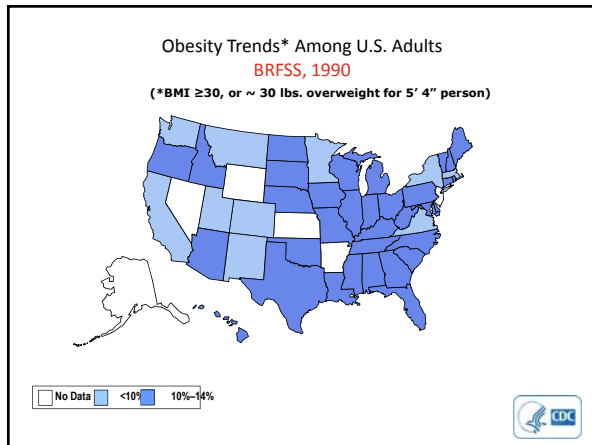 Obesity Trends* Among U.S. Adults
BRFSS, 1990
(*BMI ≥30, or ~ 30 lbs. overweight for 5' 4" person)
No Data <10% 10%–14%
CDC